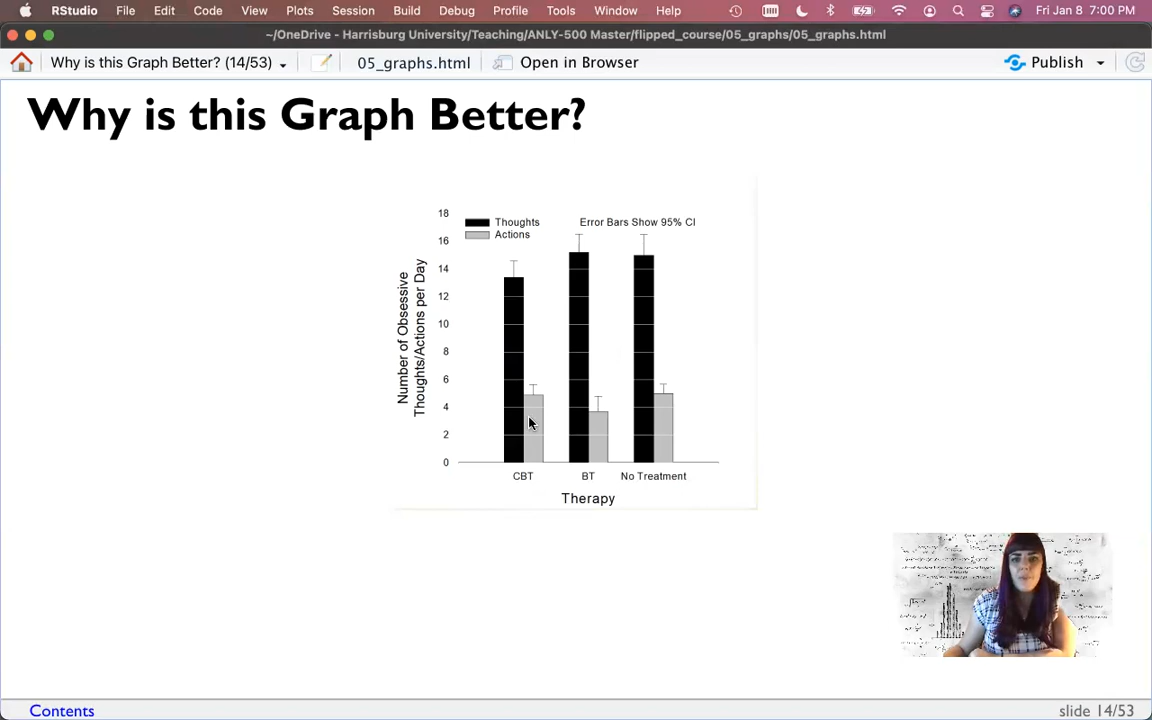 RStudio File Edit Code View Plots Session Build Debug Profile Tools Window Help Fri Jan 8 7:00 PM
~/OneDrive - Harrisburg University/Teaching/ANLY-500 Master/flipped_course/05_graphs/05_graphs.html
Why is this Graph Better? (14/53) 05_graphs.html Open in Browser Publish
Why is this Graph Better?
18
16
14
12
10
8
6
4
2
0
Number of Obsessive
Thoughts/Actions per Day
Thoughts
Actions
Error Bars Show 95% CI
CBT BT No Treatment
Therapy
Contents slide 14/53